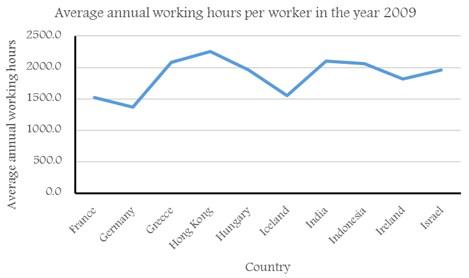 Average annual working hours per worker in the year 2009
Average annual working hours
2500.0
2000.0
1500.0
1000.0
500.0
0.0
France
Germany
Greece
Hong Kong
Hungary
Iceland
India
Indonesia
Ireland
Israel
Country